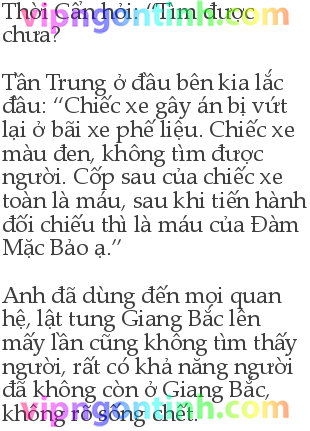 Thời Cẩn hỏi: “Tìm được
vipngontinh.com
chưa?
Tần Trung ở đầu bên kia lắc
đầu: “Chiếc xe gây án bị vứt
lại ở bãi xe phế liệu. Chiếc xe
màu đen, không tìm được
người. Cốp sau của chiếc xe
toàn là máu, sau khi tiến hành
đối chiếu thì là máu của Đàm
Mặc Bảo ạ.”
Anh đã dùng đến mọi quan
hệ, lật tung Giang Bắc lên
mấy lần cũng không tìm thấy
người, rất có khả năng người
đã không còn ở Giang Bắc,
không rõ sống chết.
vipngontinh.com